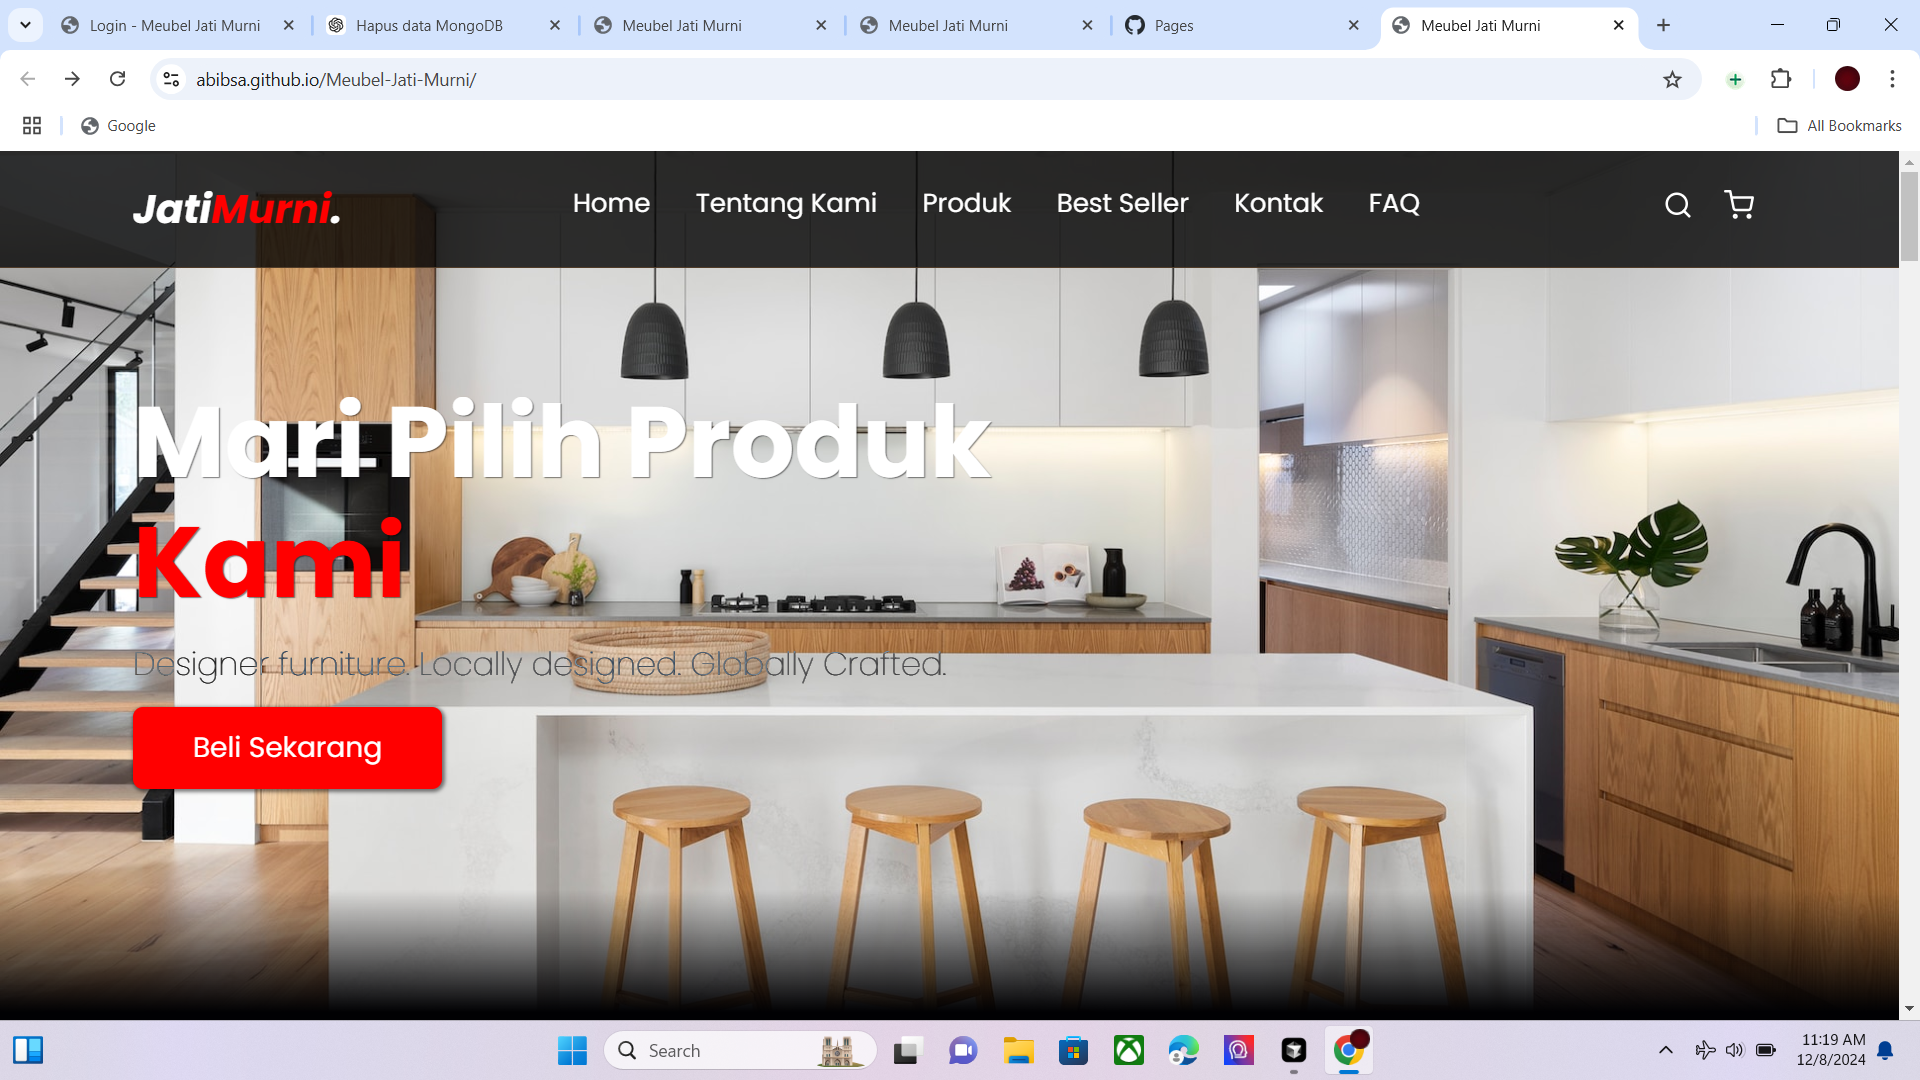 Login - Meubel Jati Murni
Hapus data MongoDB
Meubel Jati Murni
Meubel Jati Murni
Pages
Meubel Jati Murni
abibsa.github.io/Meubel-Jati-Murni/
Google
All Bookmarks
JatiMurni.
Home
Tentang Kami
Produk
Best Seller
Kontak
FAQ
Mari Pilih Produk
Kami
Designer furniture. Locally designed. Globally Crafted.
Beli Sekarang
Search
11:19 AM
12/8/2024